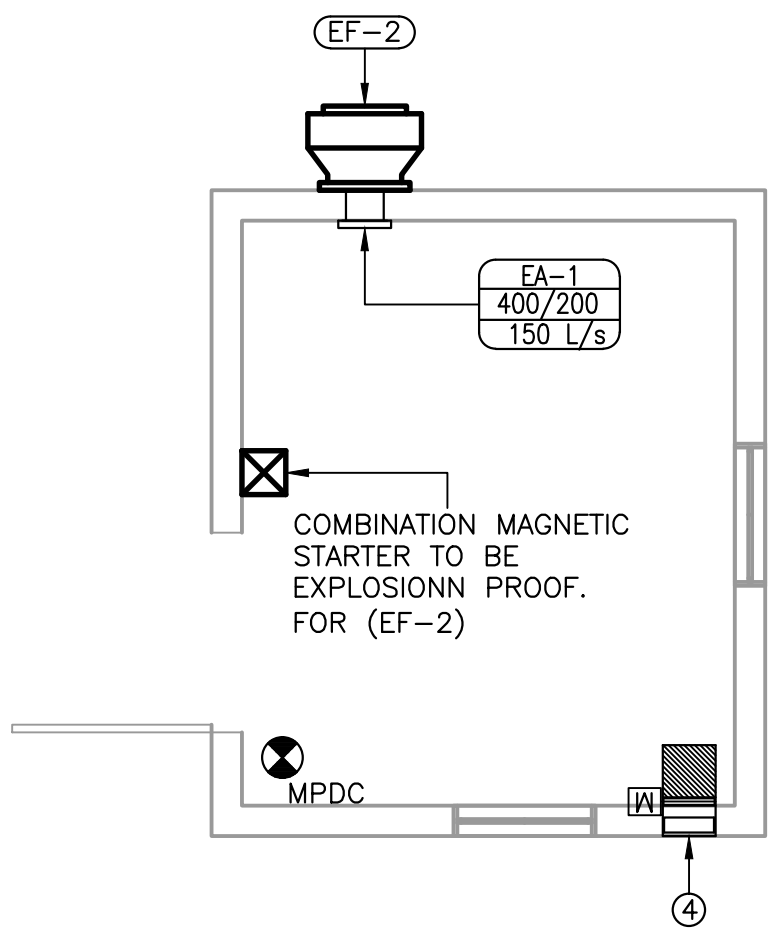 EF-2
EA-1
400/200
150 L/s
COMBINATION MAGNETIC
STARTER TO BE
EXPLOSIONN PROOF.
FOR (EF-2)
MPDC
M
4